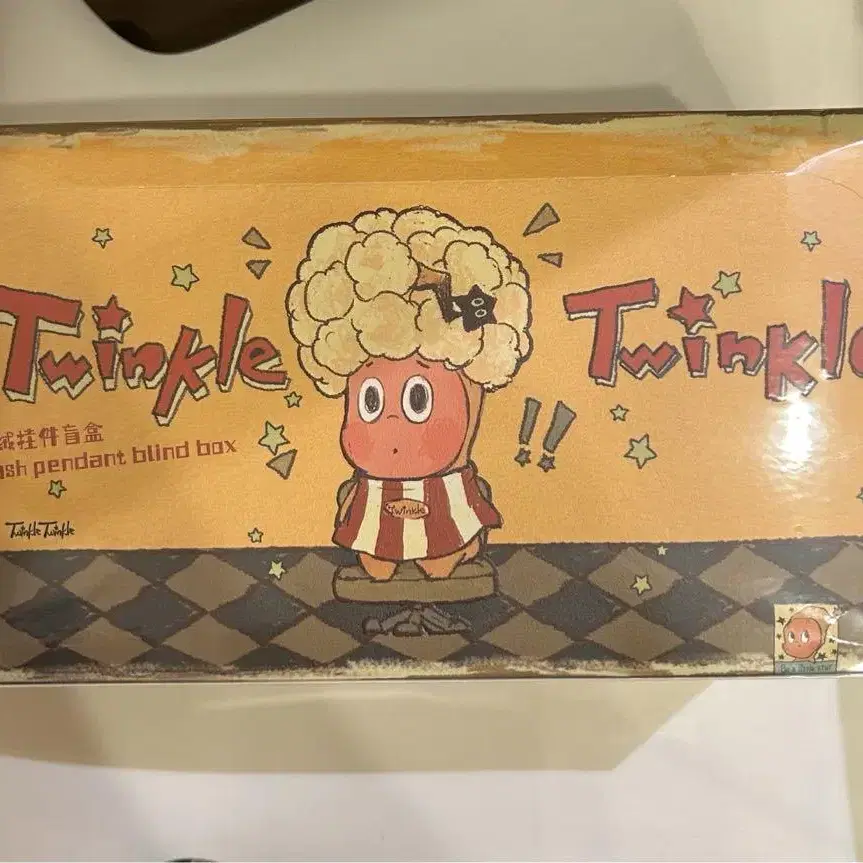 Twinkle Twinkle
绒挂件盲盒
ush pendant blind box
Twinkle Twinkle
Twinkle